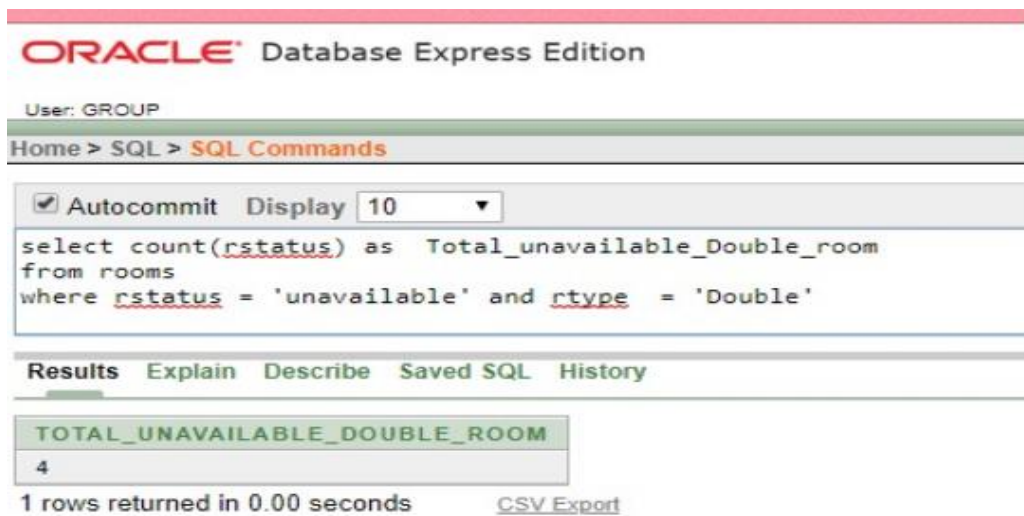 ORACLE Database Express Edition
User: GROUP
Home > SQL > SQL Commands
Autocommit Display 10
select count(rstatus) as Total_unavailable_Double_room
from rooms
where rstatus = 'unavailable' and rtype = 'Double'
Results Explain Describe Saved SQL History
TOTAL_UNAVAILABLE_DOUBLE_ROOM
4
1 rows returned in 0.00 seconds CSV Export